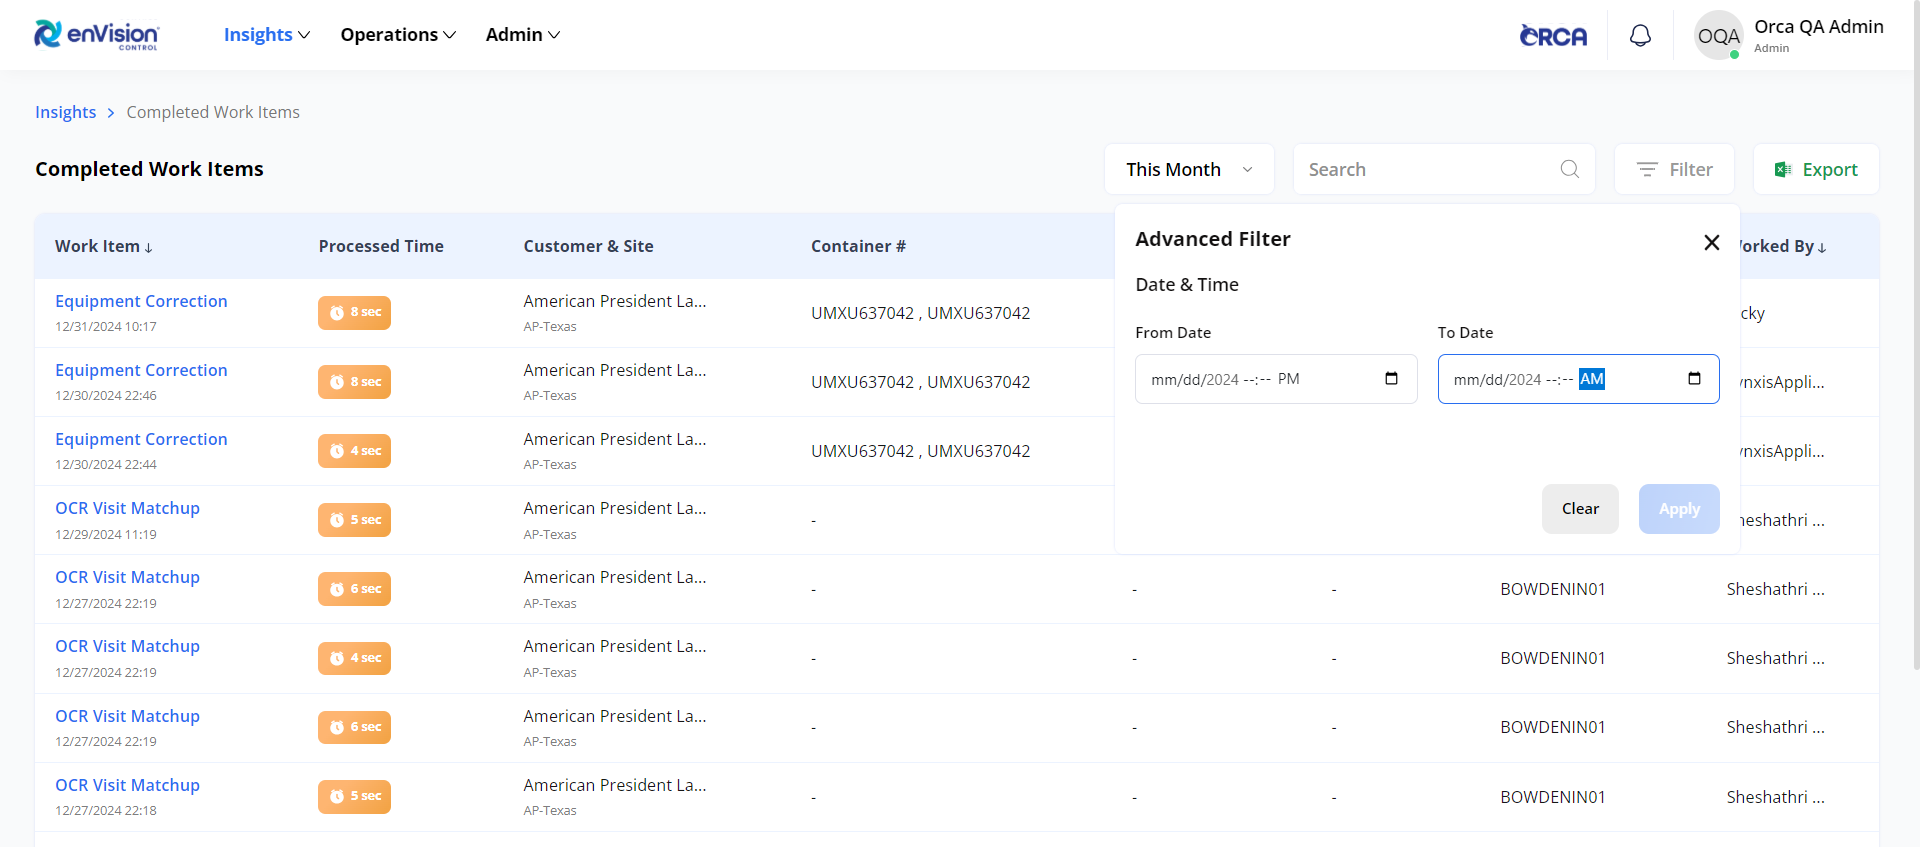 enVision
CONTROL
Insights
Operations
Admin
ORCA
OQA
Orca QA Admin
Admin
Insights > Completed Work Items
Completed Work Items
This Month
Search
Filter
Export
Work Item ↓
Processed Time
Customer & Site
Container #
orked By ↓
Advanced Filter
Date & Time
From Date
To Date
mm/dd/2024 --:-- PM
mm/dd/2024 --:-- AM
Clear
Apply
Equipment Correction
12/31/2024 10:17
8 sec
American President La...
AP-Texas
UMXU637042 , UMXU637042
cky
Equipment Correction
12/30/2024 22:46
8 sec
American President La...
AP-Texas
UMXU637042 , UMXU637042
ynxisAppli...
Equipment Correction
12/30/2024 22:44
4 sec
American President La...
AP-Texas
UMXU637042 , UMXU637042
ynxisAppli...
OCR Visit Matchup
12/29/2024 11:19
5 sec
American President La...
AP-Texas
-
heshathri ...
OCR Visit Matchup
12/27/2024 22:19
6 sec
American President La...
AP-Texas
-
-
-
BOWDENIN01
Sheshathri ...
OCR Visit Matchup
12/27/2024 22:19
4 sec
American President La...
AP-Texas
-
-
-
BOWDENIN01
Sheshathri ...
OCR Visit Matchup
12/27/2024 22:19
6 sec
American President La...
AP-Texas
-
-
-
BOWDENIN01
Sheshathri ...
OCR Visit Matchup
12/27/2024 22:18
5 sec
American President La...
AP-Texas
-
-
-
BOWDENIN01
Sheshathri ...